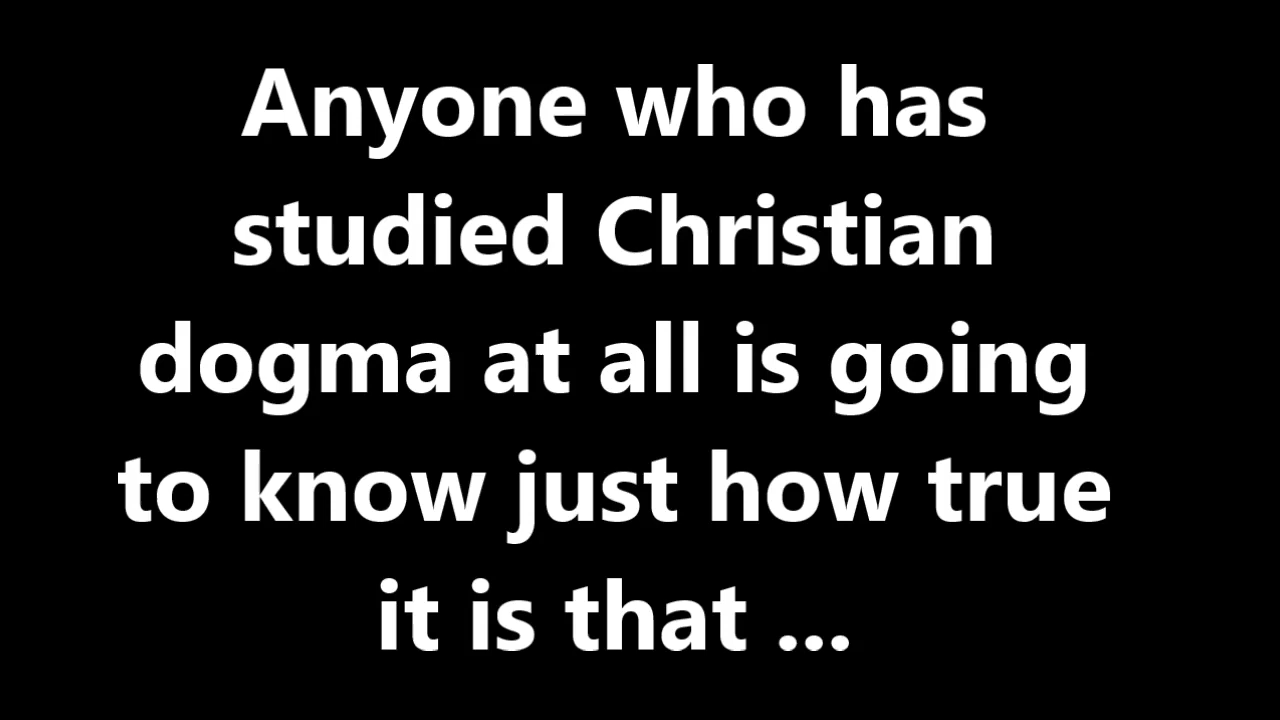 Anyone who has
studied Christian
dogma at all is going
to know just how true
it is that ...